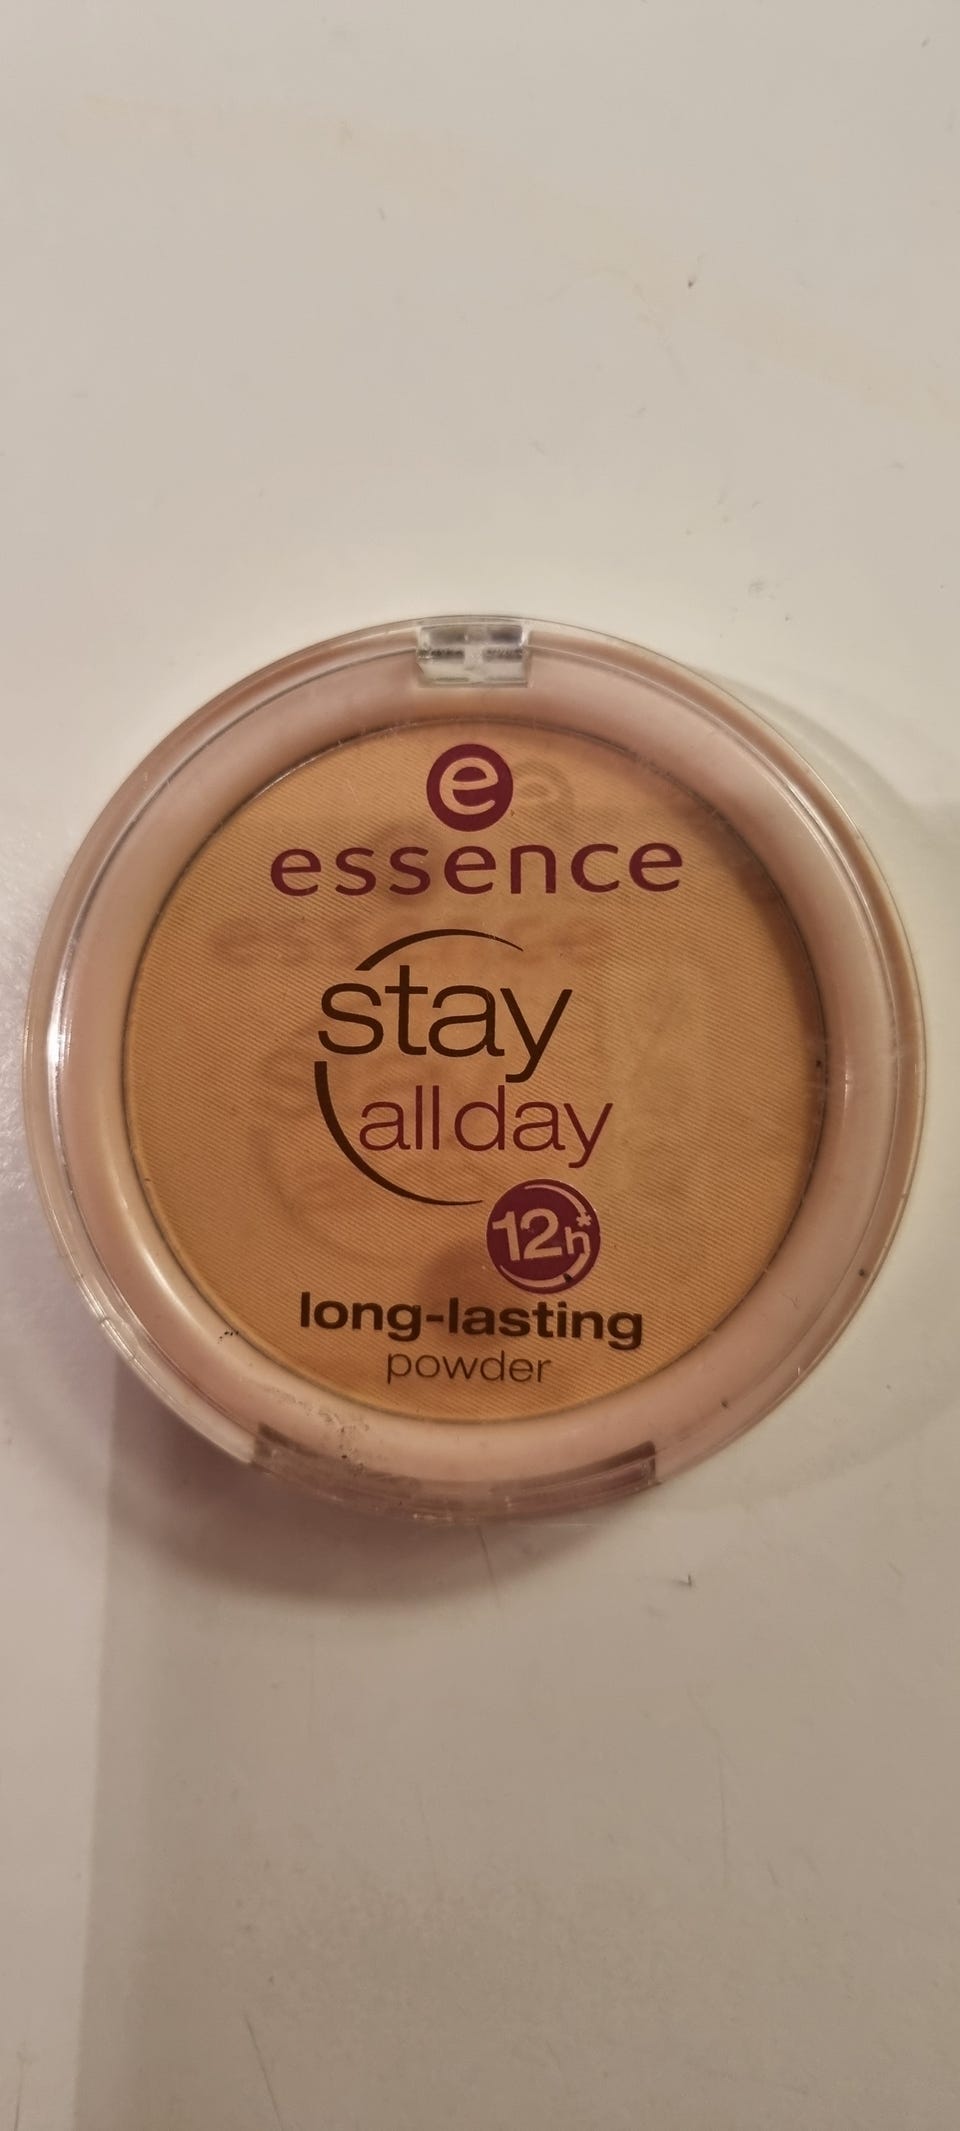 e
essence
stay
all day
12h*
long-lasting
powder